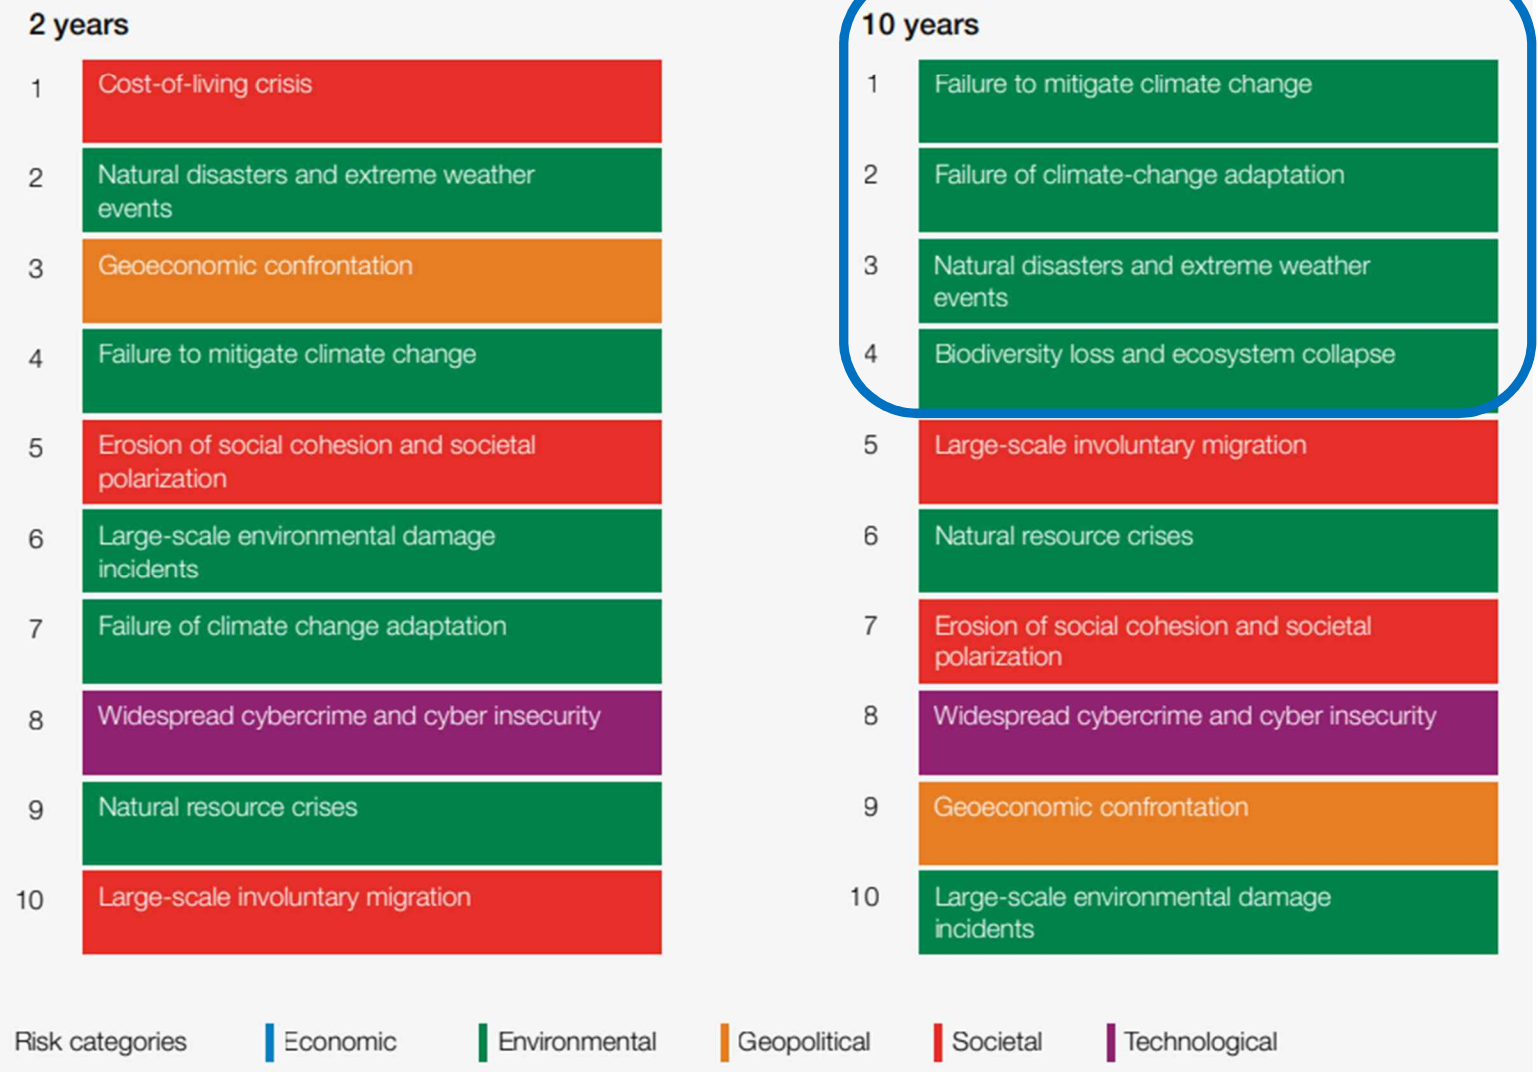 2 years
1
Cost-of-living crisis
2
Natural disasters and extreme weather
events
3
Geoeconomic confrontation
4
Failure to mitigate climate change
5
Erosion of social cohesion and societal
polarization
6
Large-scale environmental damage
incidents
7
Failure of climate change adaptation
8
Widespread cybercrime and cyber insecurity
9
Natural resource crises
10
Large-scale involuntary migration
10 years
1
Failure to mitigate climate change
2
Failure of climate-change adaptation
3
Natural disasters and extreme weather
events
4
Biodiversity loss and ecosystem collapse
5
Large-scale involuntary migration
6
Natural resource crises
7
Erosion of social cohesion and societal
polarization
8
Widespread cybercrime and cyber insecurity
9
Geoeconomic confrontation
10
Large-scale environmental damage
incidents
Risk categories
Economic
Environmental
Geopolitical
Societal
Technological